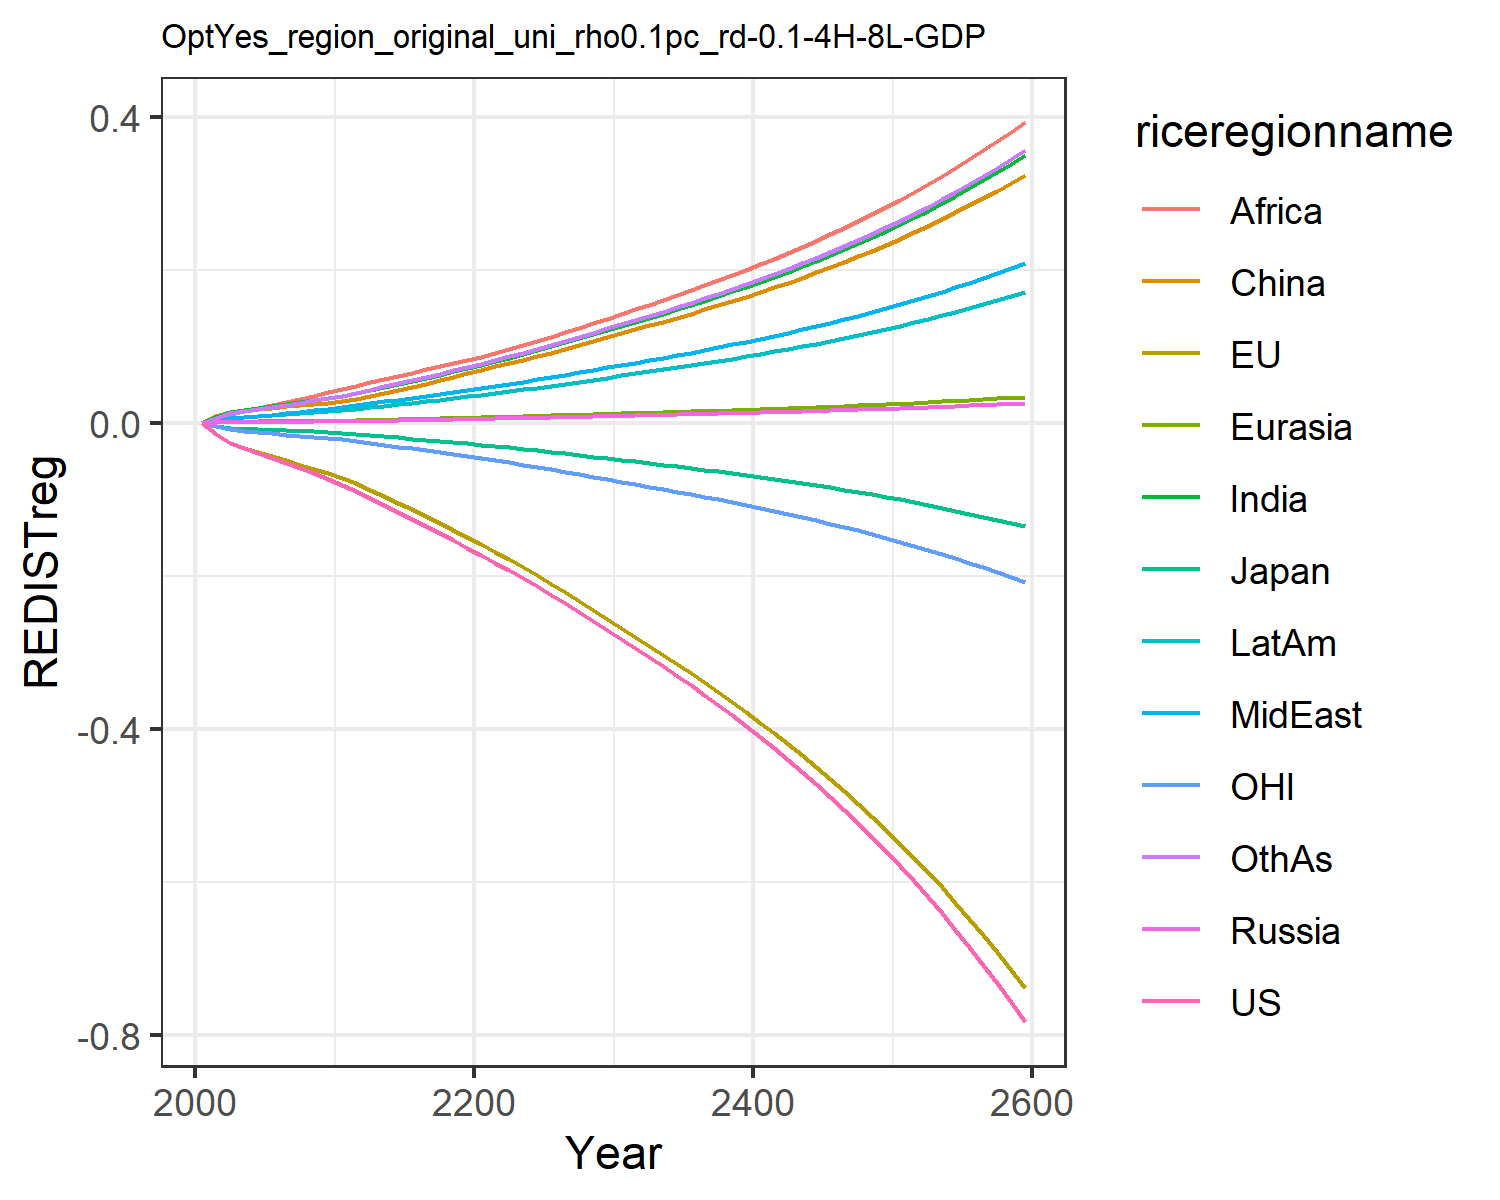 OptYes_region_original_uni_rho0.1pc_rd-0.1-4H-8L-GDP
0.4
0.0
-0.4
-0.8
REDISTreg
2000 2200 2400 2600
Year
riceregionname
Africa
China
EU
Eurasia
India
Japan
LatAm
MidEast
OHI
OthAs
Russia
US